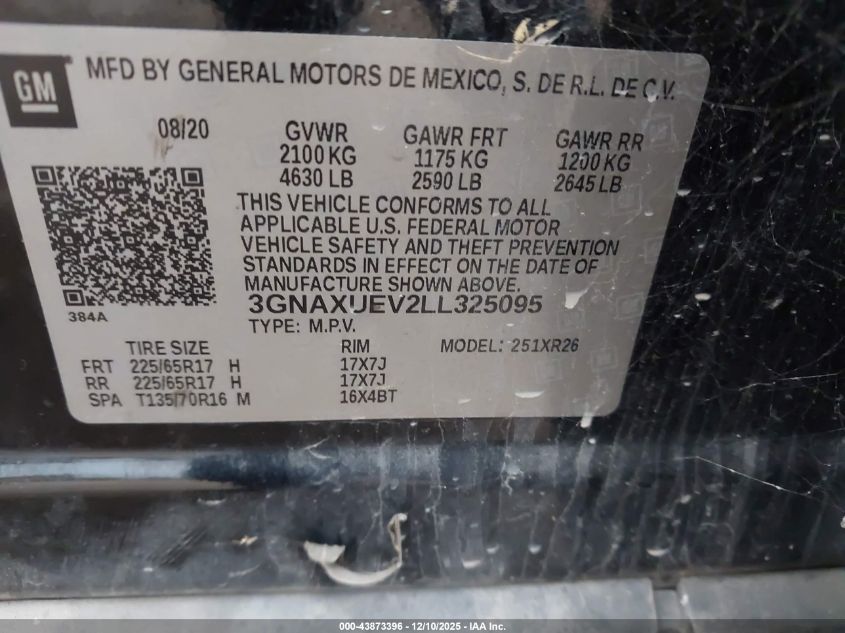 GM
MFD BY GENERAL MOTORS DE MEXICO, S. DE R.L. DE C.V.
08/20
GVWR GAWR FRT GAWR RR
2100 KG 1175 KG 1200 KG
4630 LB 2590 LB 2645 LB
THIS VEHICLE CONFORMS TO ALL
APPLICABLE U.S. FEDERAL MOTOR
VEHICLE SAFETY AND THEFT PREVENTION
STANDARDS IN EFFECT ON THE DATE OF
MANUFACTURE SHOWN ABOVE.
384A
3GNAXUEV2LL325095
TYPE: M.P.V.
TIRE SIZE RIM MODEL: 251XR26
FRT 225/65R17 H 17X7J
RR 225/65R17 H 17X7J
SPA T135/70R16 M 16X4BT
000-43873396 - 12/10/2025 - IAA Inc.